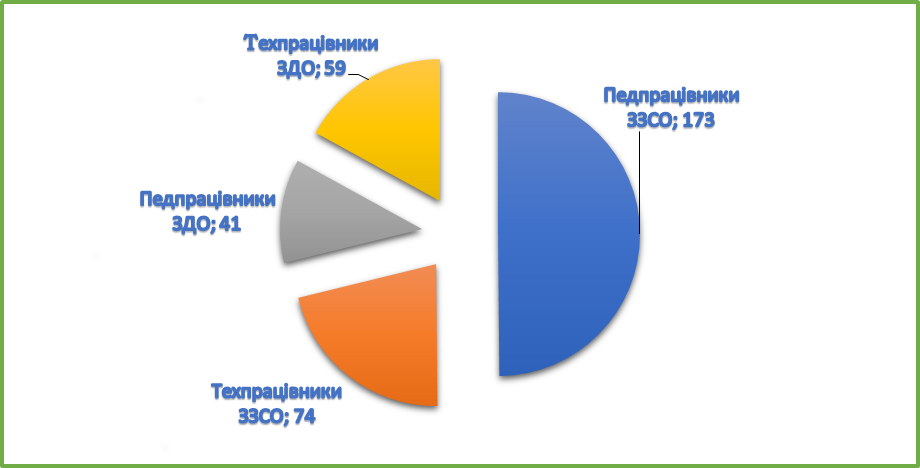 Техпрацівники
ЗДО; 59
Педпрацівники
ЗЗСО; 173
Педпрацівники
ЗДО; 41
Техпрацівники
ЗЗСО; 74